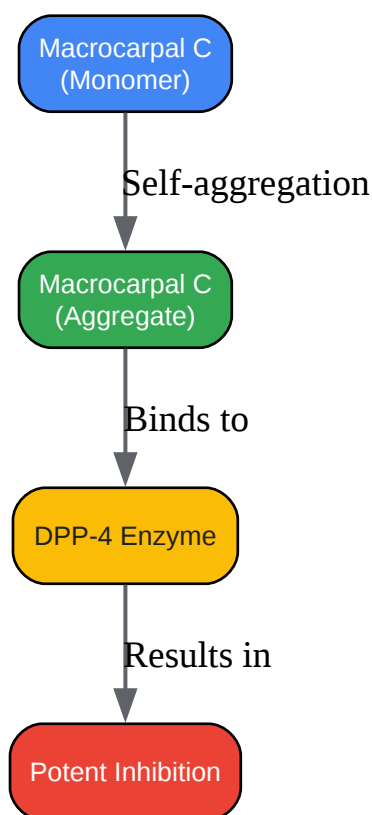 Macrocarpal C
(Monomer)
Self-aggregation
Macrocarpal C
(Aggregate)
Binds to
DPP-4 Enzyme
Results in
Potent Inhibition